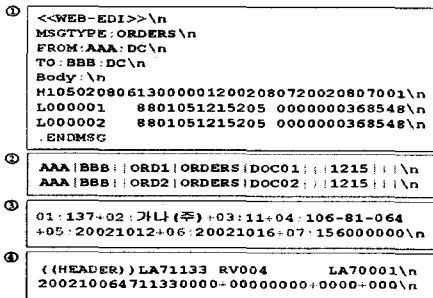 ①
<<WEB-EDI>>\n
MSGTYPE:ORDERS\n
FROM:AAA:DC\n
TO:BBB:DC\n
Body:\n
H10502080613000001200208072002080700 1\n
L000001 8801051215205 0000000368548\n
L000002 8801051215205 0000000368548\n
.ENDMSG
②
AAA|BBB||ORD1|ORDERS|DOC01|||1215|||\n
AAA|BBB||ORD2|ORDERS|DOC02|||1215|||\n
③
01:137+02:가나(주)+03:11+04:106-81-064
+05:20021012+06:20021016+07:156000000\n
④
((HEADER))LA71133 RV004 LA70001\n
200210064711330000+00000000+0000+000\n